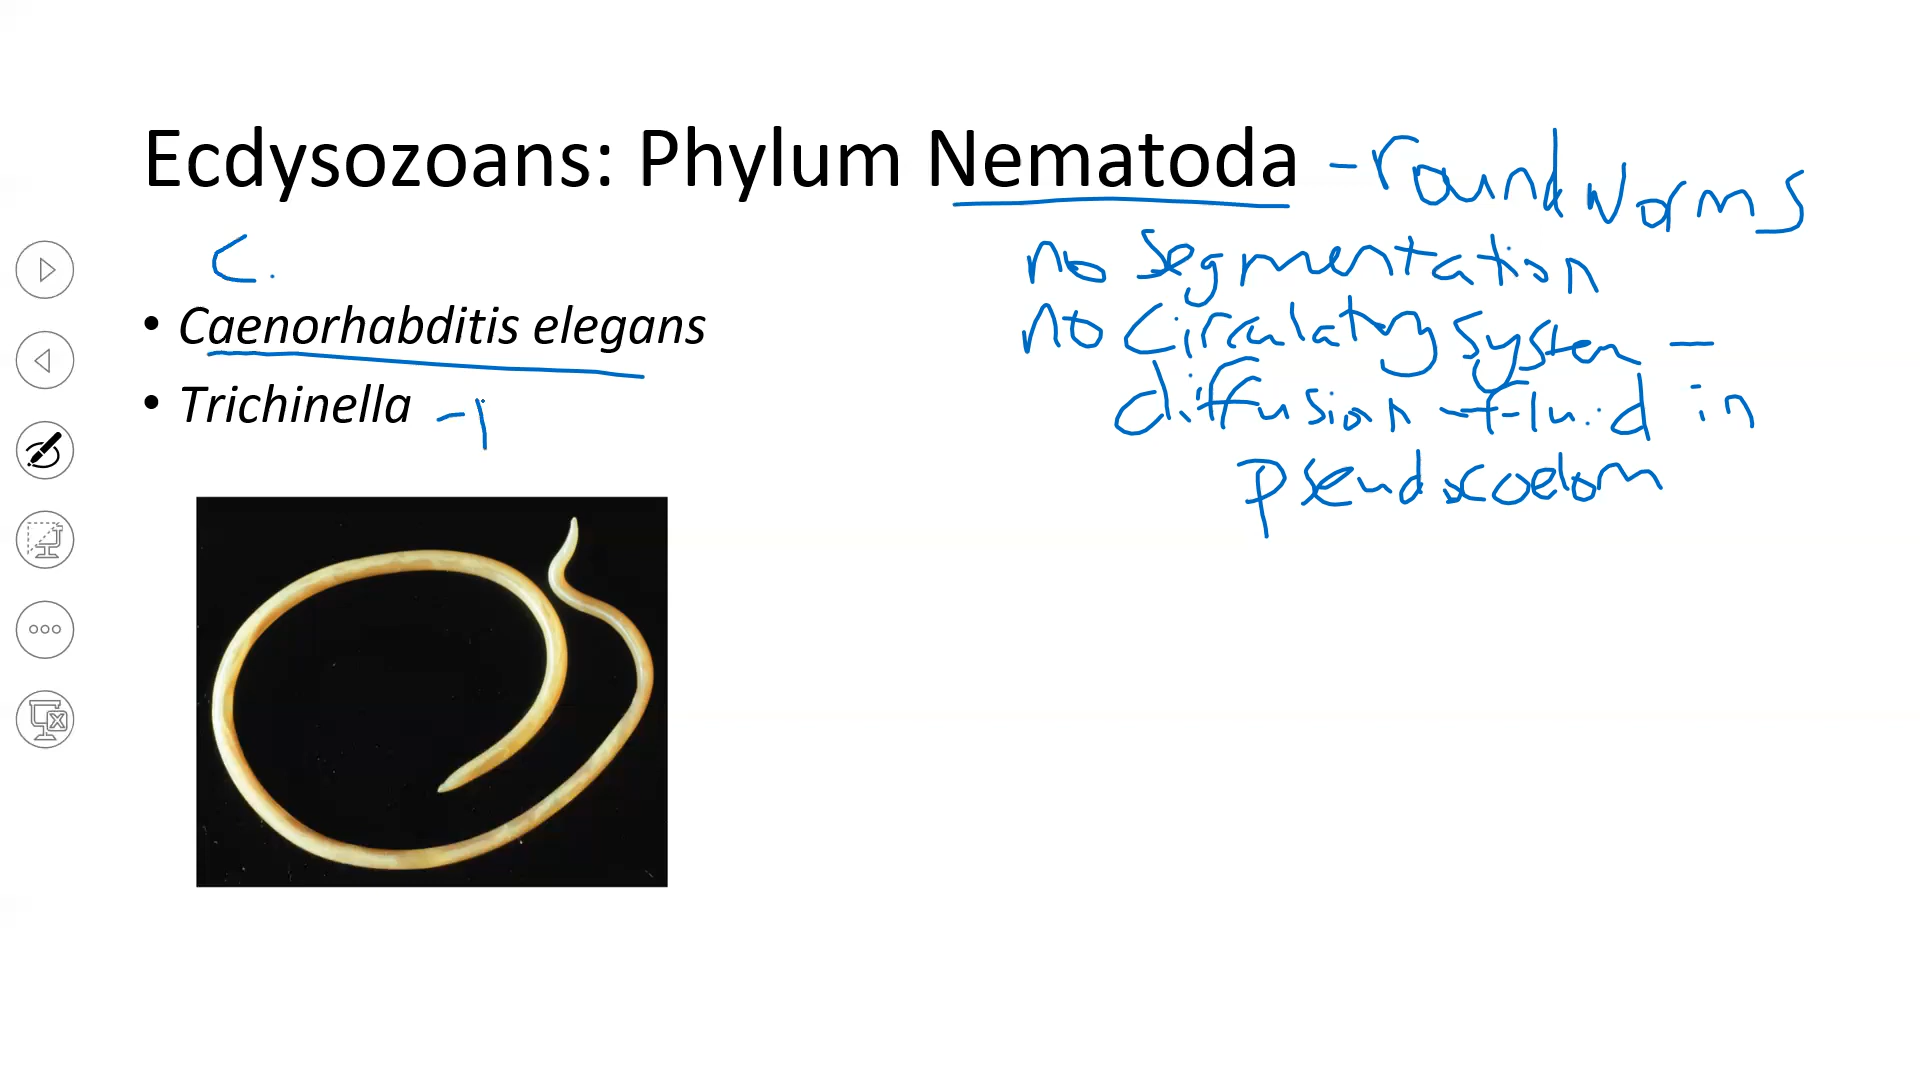 Ecdysozoans: Phylum Nematoda - roundworms
no segmentation
C.
• Caenorhabditis elegans
no circulatory system -
• Trichinella -
diffusion - fluid in
pseudocoelom